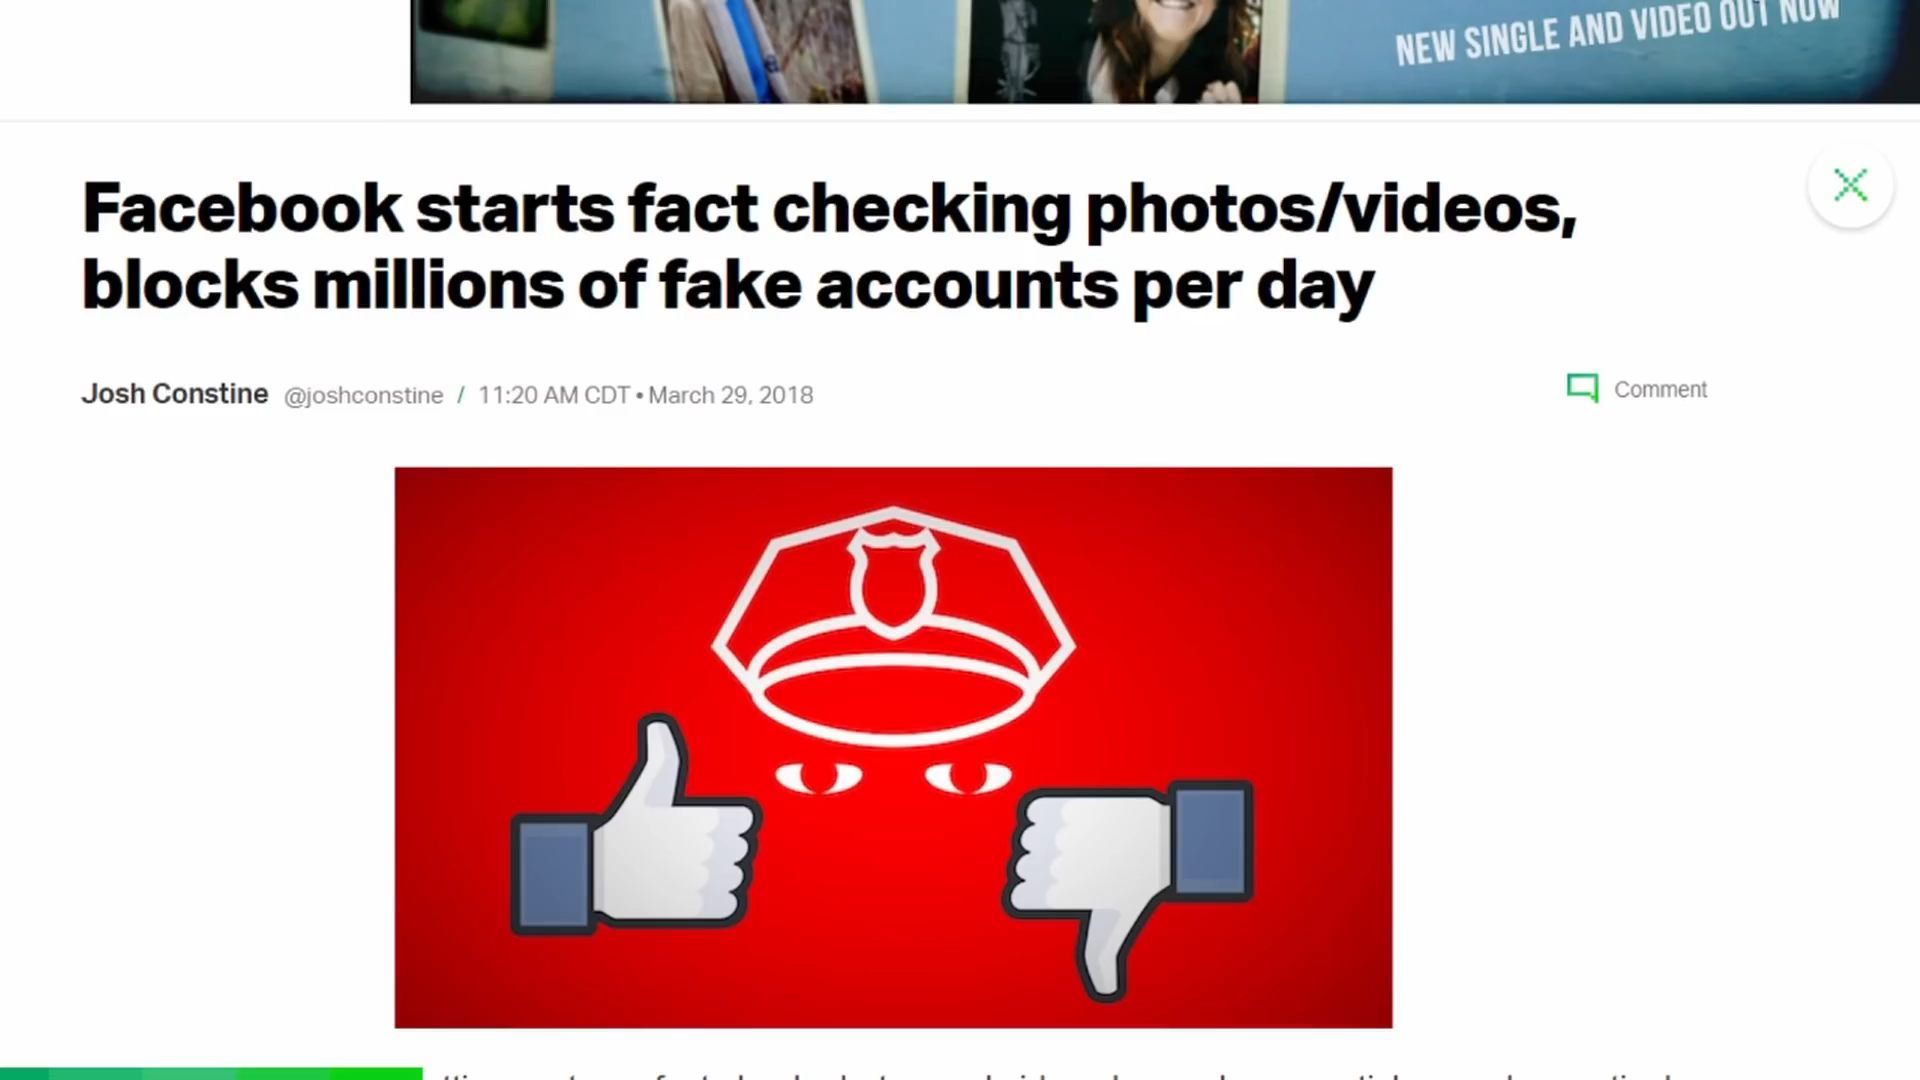 NEW SINGLE AND VIDEO OUT NOW
Facebook starts fact checking photos/videos,
blocks millions of fake accounts per day
Josh Constine @joshconstine / 11:20 AM CDT • March 29, 2018
Comment